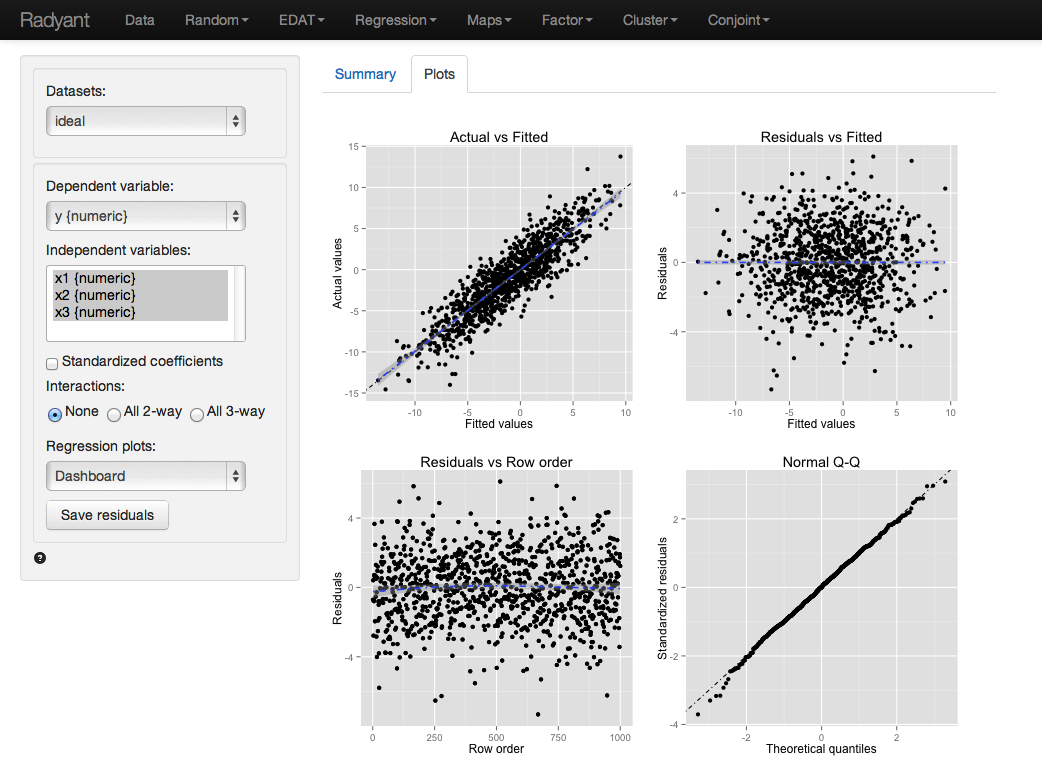 Radyant Data Random EDAT Regression Maps Factor Cluster Conjoint
Datasets:
ideal
Dependent variable:
y {numeric}
Independent variables:
x1 {numeric}
x2 {numeric}
x3 {numeric}
Standardized coefficients
Interactions:
None All 2-way All 3-way
Regression plots:
Dashboard
Save residuals
?
Summary Plots
Actual vs Fitted
Actual values
15
10
5
0
-5
-10
-15
-10 -5 0 5 10
Fitted values
Residuals vs Fitted
Residuals
4
0
-4
-10 -5 0 5 10
Fitted values
Residuals vs Row order
Residuals
4
0
-4
0 250 500 750 1000
Row order
Normal Q-Q
Standardized residuals
2
0
-2
-4
-2 0 2
Theoretical quantiles